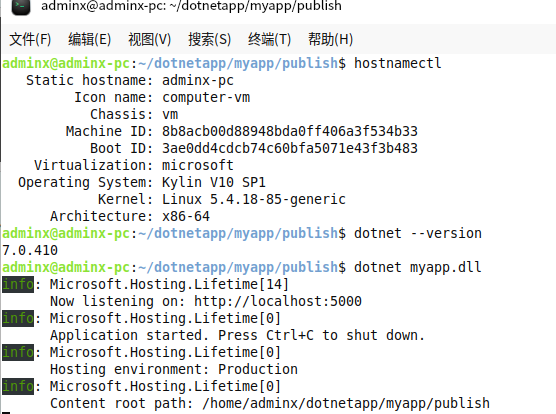 adminx@adminx-pc: ~/dotnetapp/myapp/publish
文件(F) 编辑(E) 视图(V) 搜索(S) 终端(T) 帮助(H)
adminx@adminx-pc:~/dotnetapp/myapp/publish$ hostnamectl
Static hostname: adminx-pc
Icon name: computer-vm
Chassis: vm
Machine ID: 8b8acb00d88948bda0ff406a3f534b33
Boot ID: 3ae0dd4cdcb74c60bfa5071e43f3b483
Virtualization: microsoft
Operating System: Kylin V10 SP1
Kernel: Linux 5.4.18-85-generic
Architecture: x86-64
adminx@adminx-pc:~/dotnetapp/myapp/publish$ dotnet --version
7.0.410
adminx@adminx-pc:~/dotnetapp/myapp/publish$ dotnet myapp.dll
info: Microsoft.Hosting.Lifetime[14]
Now listening on: http://localhost:5000
info: Microsoft.Hosting.Lifetime[0]
Application started. Press Ctrl+C to shut down.
info: Microsoft.Hosting.Lifetime[0]
Hosting environment: Production
info: Microsoft.Hosting.Lifetime[0]
Content root path: /home/adminx/dotnetapp/myapp/publish